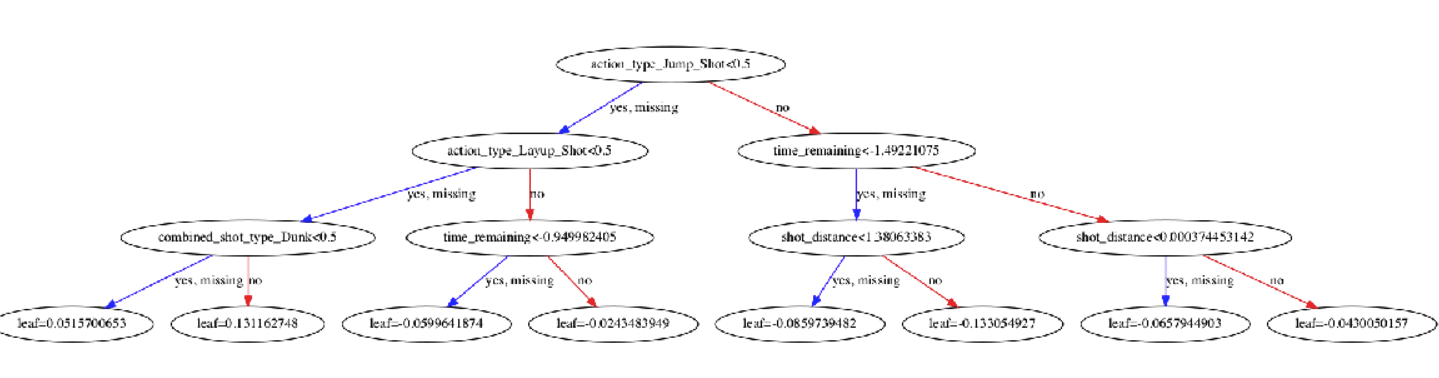 action_type_Jump_Shot<0.5
yes, missing
no
action_type_Layup_Shot<0.5
time_remaining<-1.49221075
yes, missing
no
yes, missing
no
combined_shot_type_Dunk<0.5
time_remaining<-0.949982405
shot_distance<1.38063383
shot_distance<0.000374453142
yes, missing
no
yes, missing
no
yes, missing
no
yes, missing
no
leaf=0.0515700653
leaf=0.131162748
leaf=-0.0599641874
leaf=-0.0243483949
leaf=-0.0859739482
leaf=-0.133054927
leaf=-0.0657944903
leaf=-0.0430050157